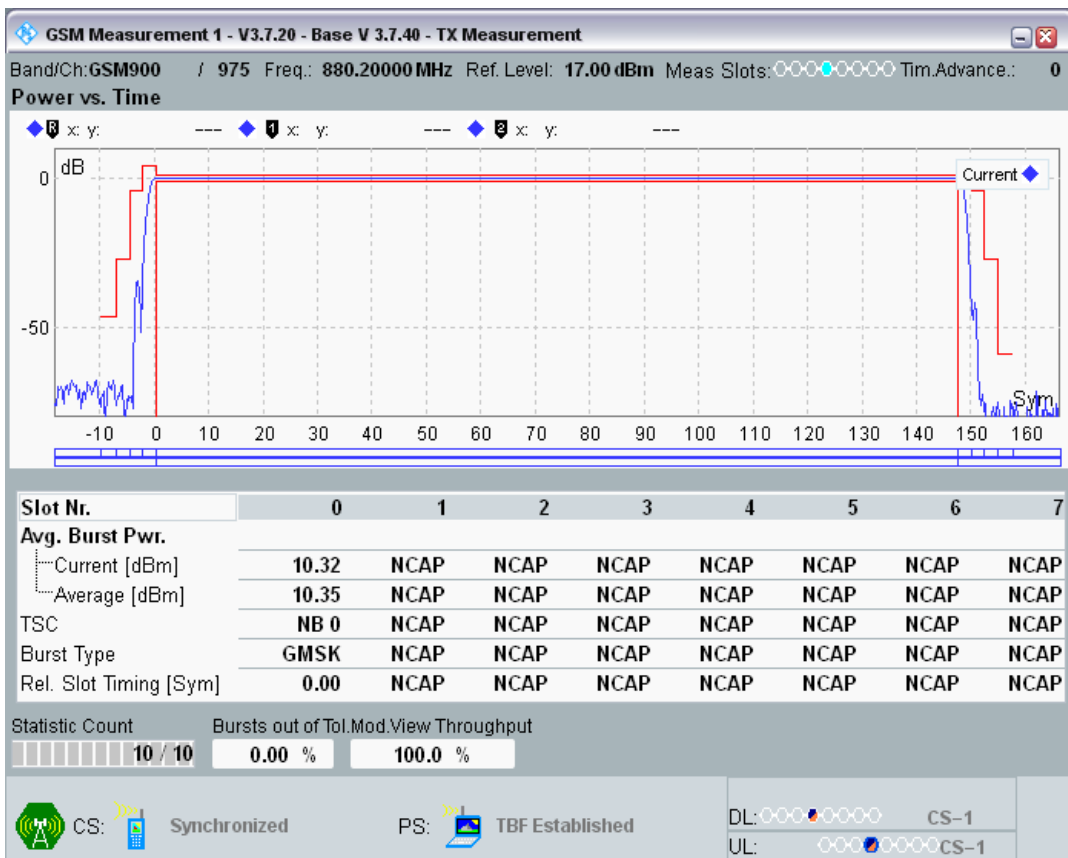 GSM Measurement 1 - V3.7.20 - Base V 3.7.40 - TX Measurement
Band/Ch:GSM900 / 975 Freq.: 880.20000 MHz Ref. Level: 17.00 dBm Meas Slots: Tim.Advance.: 0
Power vs. Time
R x: y: --- 1 x: y: --- 2 x: y: ---
dB
Current
0
-50
Sym
-10 0 10 20 30 40 50 60 70 80 90 100 110 120 130 140 150 160
Slot Nr. 0 1 2 3 4 5 6 7
Avg. Burst Pwr.
Current [dBm] 10.32 NCAP NCAP NCAP NCAP NCAP NCAP NCAP
Average [dBm] 10.35 NCAP NCAP NCAP NCAP NCAP NCAP NCAP
TSC NB 0 NCAP NCAP NCAP NCAP NCAP NCAP NCAP
Burst Type GMSK NCAP NCAP NCAP NCAP NCAP NCAP NCAP
Rel. Slot Timing [Sym] 0.00 NCAP NCAP NCAP NCAP NCAP NCAP NCAP
Statistic Count Bursts out of Tol.Mod.View Throughput
10 / 10 0.00 % 100.0 %
CS: Synchronized PS: TBF Established DL: CS-1
UL: CS-1